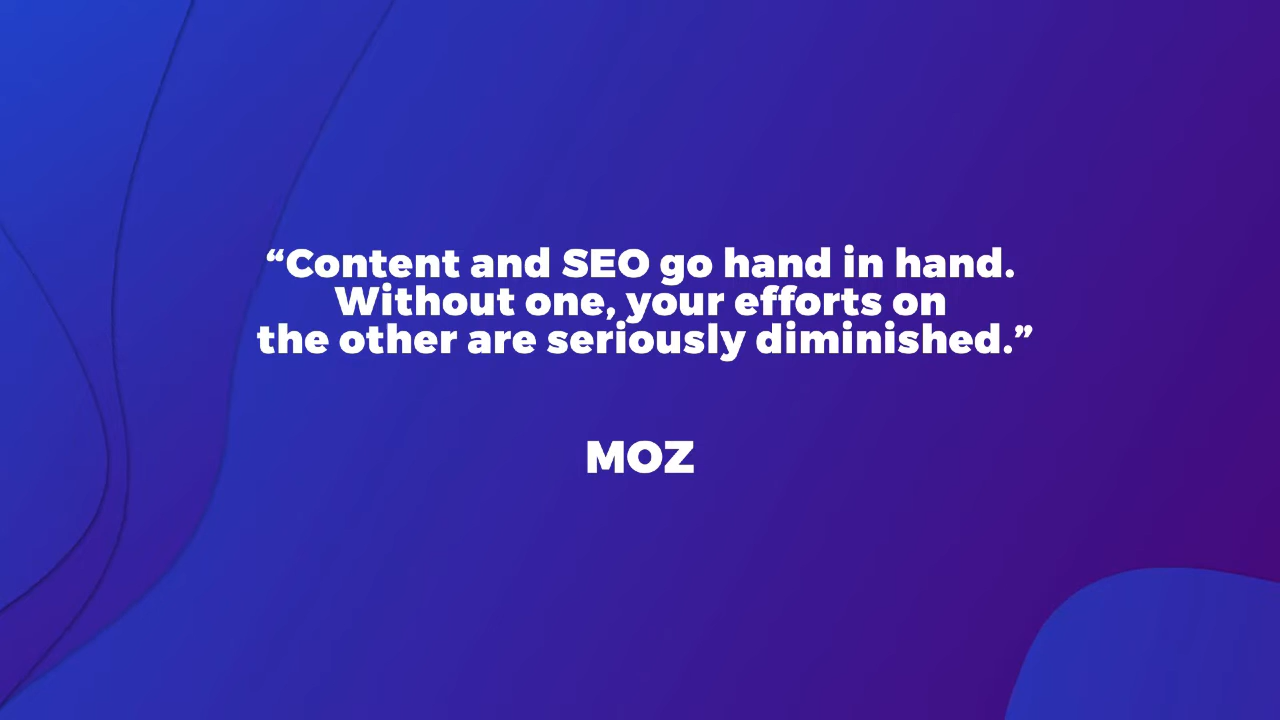 “Content and SEO go hand in hand.
Without one, your efforts on
the other are seriously diminished.”
MOZ